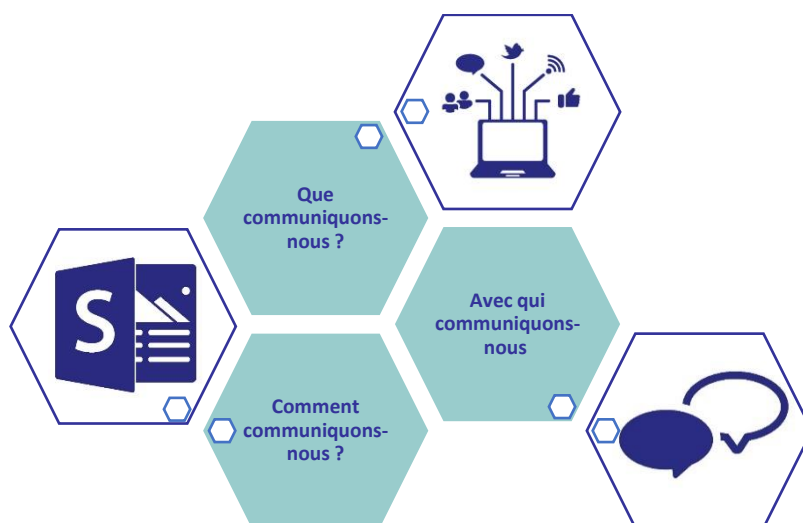 Que
communiquons-
nous ?
Avec qui
communiquons-
nous
S
Comment
communiquons-
nous ?